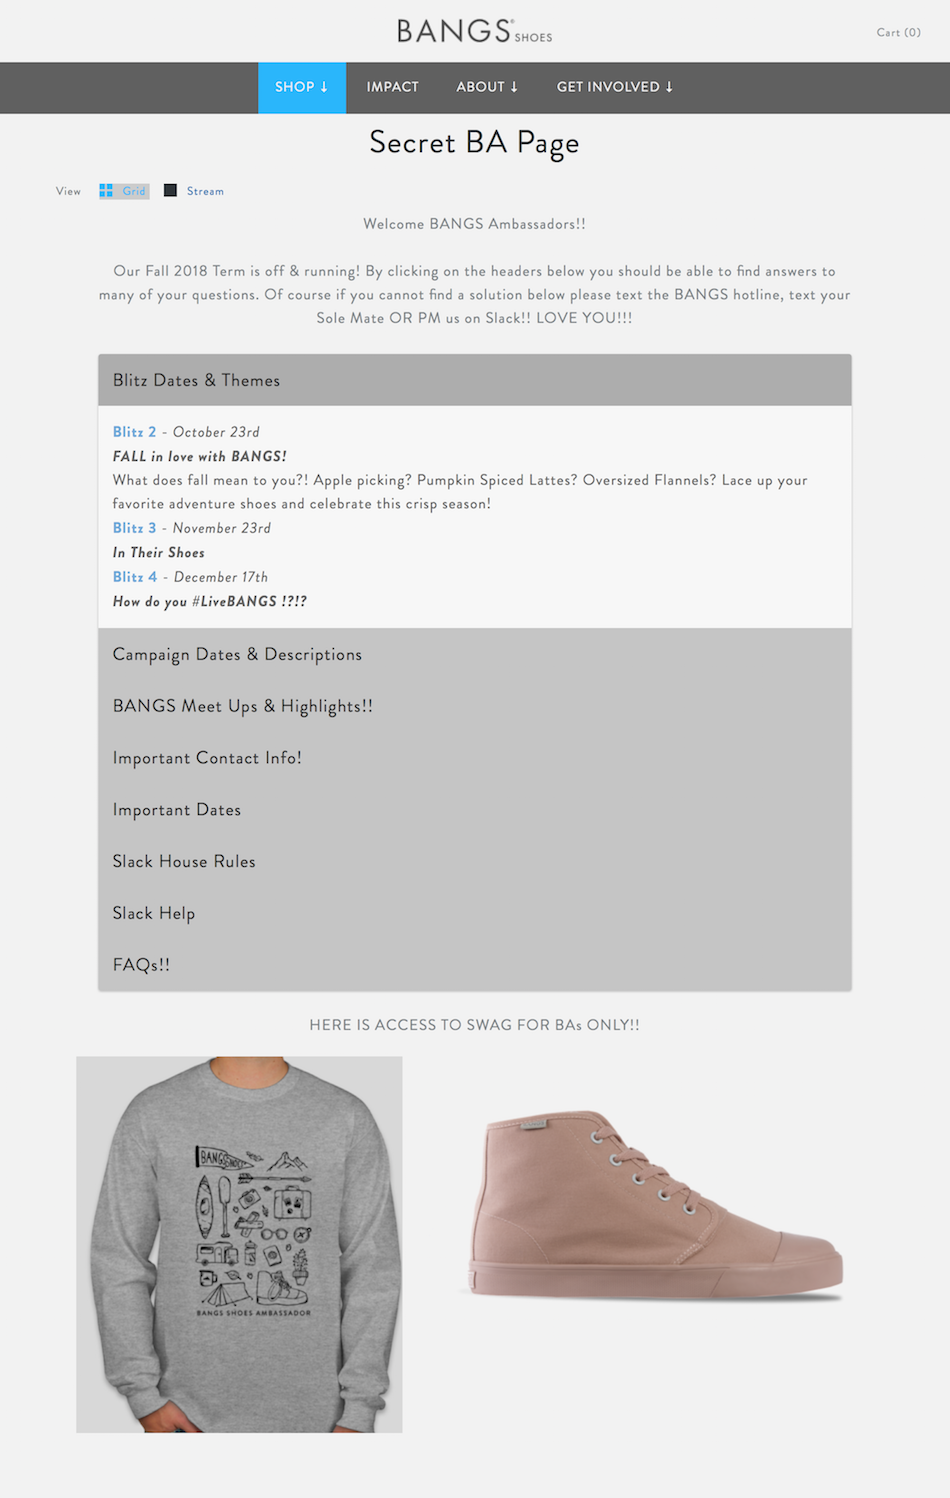 BANGS® SHOES
Cart (0)
SHOP ↓ IMPACT ABOUT ↓ GET INVOLVED ↓
Secret BA Page
View Grid Stream
Welcome BANGS Ambassadors!!
Our Fall 2018 Term is off & running! By clicking on the headers below you should be able to find answers to
many of your questions. Of course if you cannot find a solution below please text the BANGS hotline, text your
Sole Mate OR PM us on Slack!! LOVE YOU!!!
Blitz Dates & Themes
Blitz 2 - October 23rd
FALL in love with BANGS!
What does fall mean to you?! Apple picking? Pumpkin Spiced Lattes? Oversized Flannels? Lace up your
favorite adventure shoes and celebrate this crisp season!
Blitz 3 - November 23rd
In Their Shoes
Blitz 4 - December 17th
How do you #LiveBANGS !?!?
Campaign Dates & Descriptions
BANGS Meet Ups & Highlights!!
Important Contact Info!
Important Dates
Slack House Rules
Slack Help
FAQs!!
HERE IS ACCESS TO SWAG FOR BAs ONLY!!
BANGS
BANGS SHOES AMBASSADOR